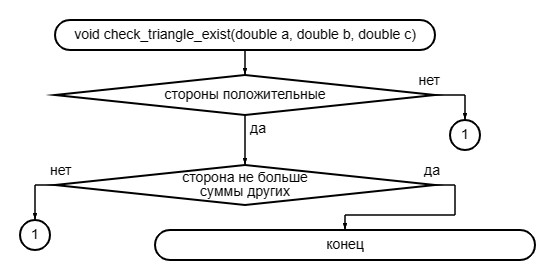 void check_triangle_exist(double a, double b, double c)
нет
стороны положительные
1
да
нет
сторона не больше
суммы других
да
1
конец